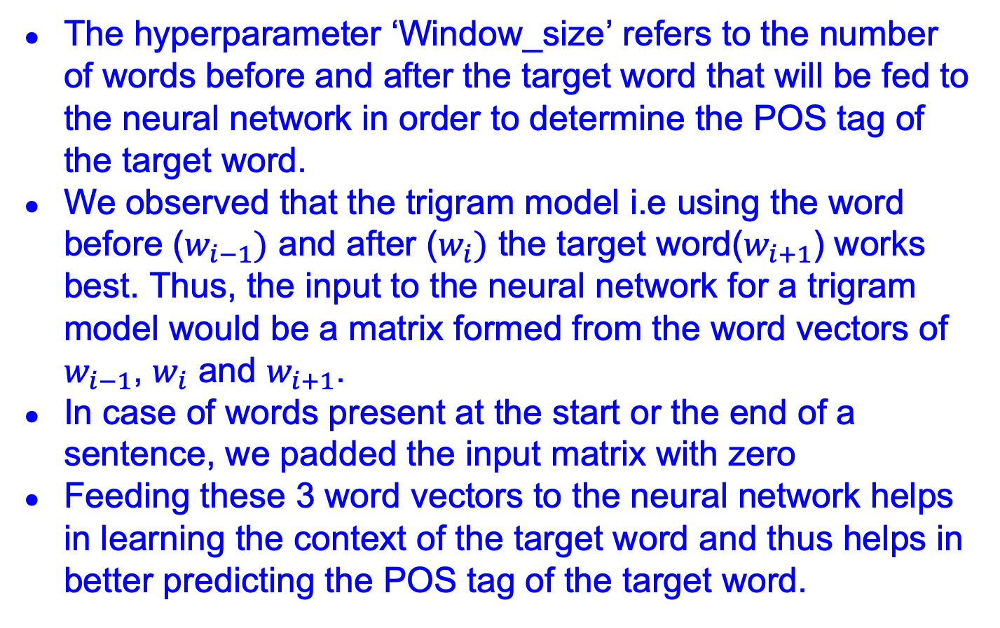 • The hyperparameter ‘Window_size’ refers to the number
of words before and after the target word that will be fed to
the neural network in order to determine the POS tag of
the target word.
• We observed that the trigram model i.e using the word
before (wᵢ₋₁) and after (wᵢ) the target word(wᵢ₊₁) works
best. Thus, the input to the neural network for a trigram
model would be a matrix formed from the word vectors of
wᵢ₋₁, wᵢ and wᵢ₊₁.
• In case of words present at the start or the end of a
sentence, we padded the input matrix with zero
• Feeding these 3 word vectors to the neural network helps
in learning the context of the target word and thus helps in
better predicting the POS tag of the target word.